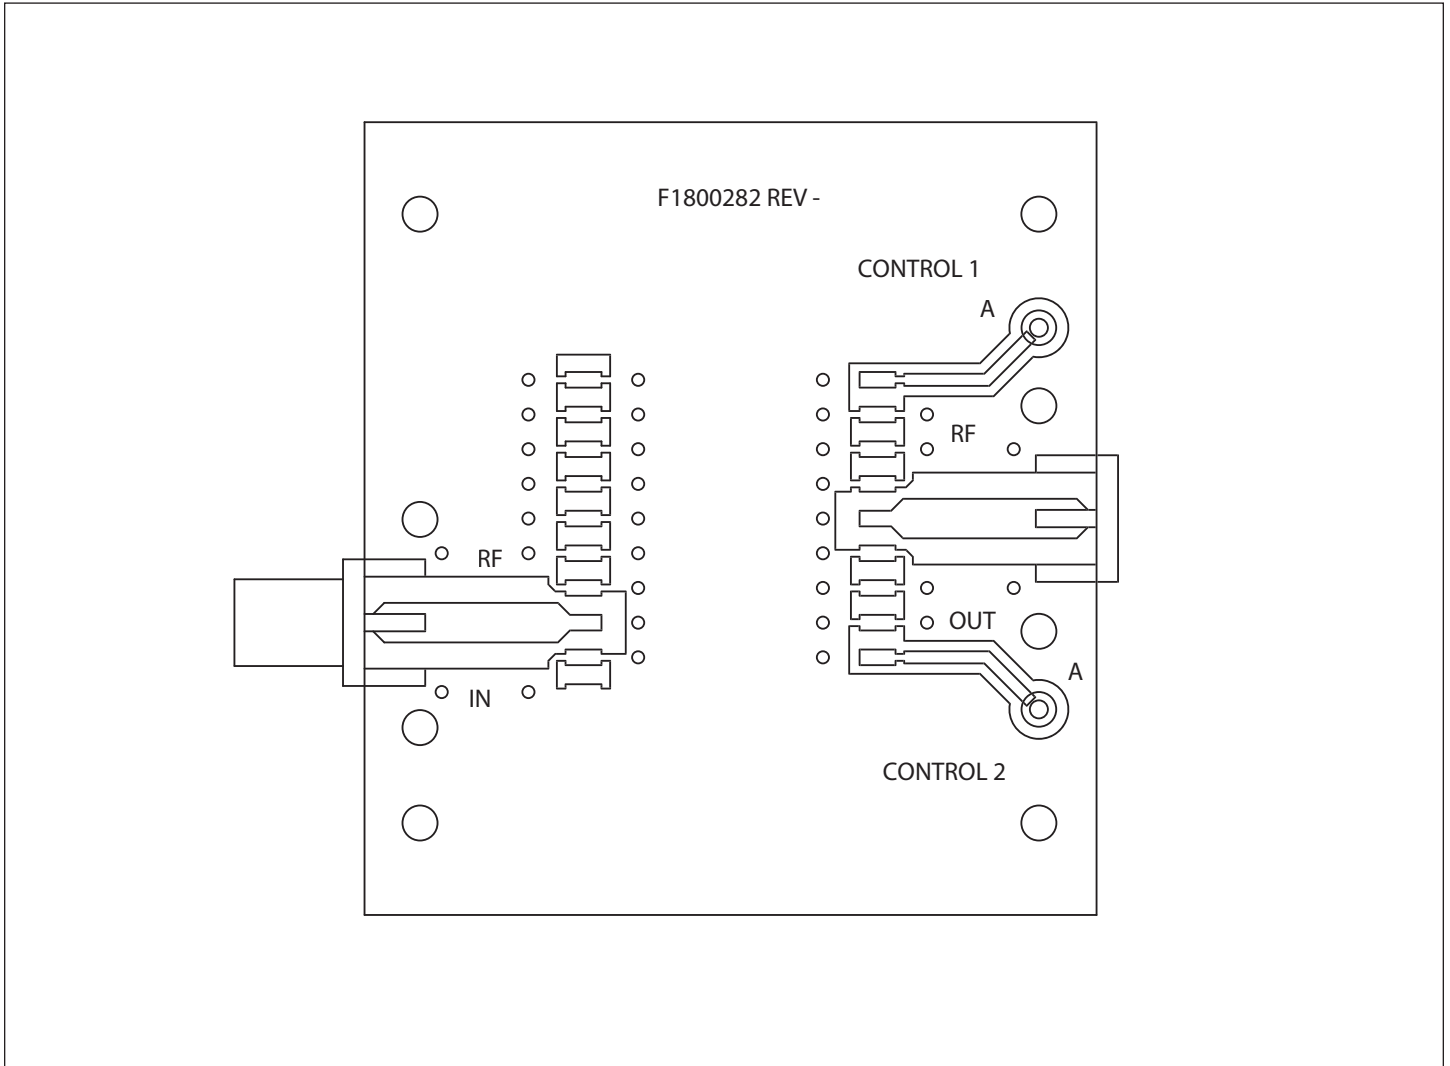 F1800282 REV -
CONTROL 1
A
RF
RF
OUT
A
IN
CONTROL 2